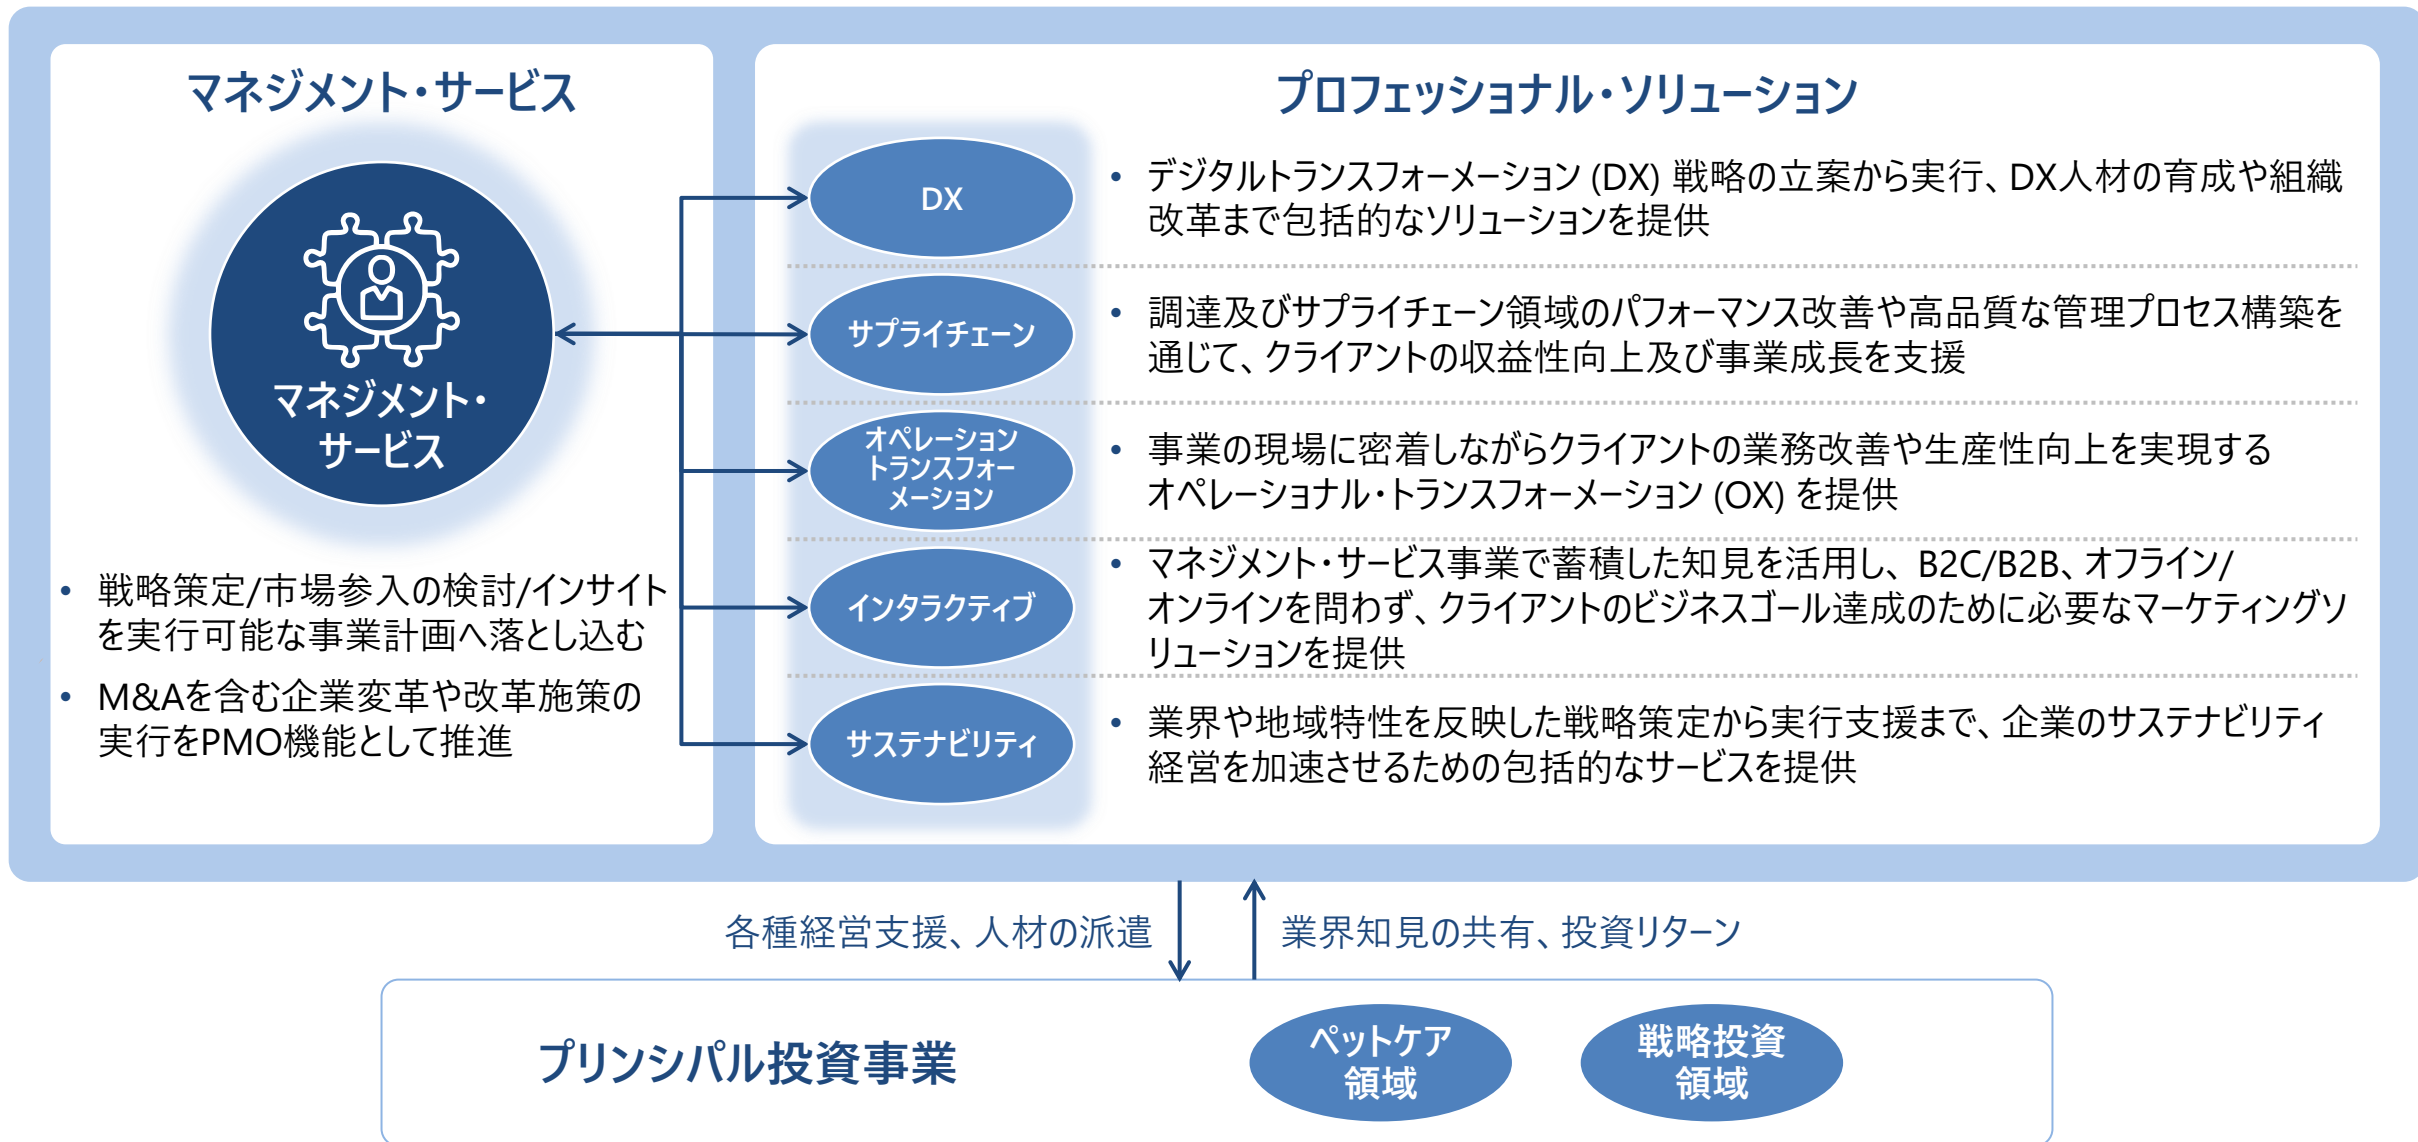 マネジメント・サービス
マネジメント・
サービス
• 戦略策定/市場参入の検討/インサイト
を実行可能な事業計画へ落とし込む
• M&Aを含む企業変革や改革施策の
実行をPMO機能として推進
プロフェッショナル・ソリューション
DX
• デジタルトランスフォーメーション (DX) 戦略の立案から実行、DX人材の育成や組織
改革まで包括的なソリューションを提供
サプライチェーン
• 調達及びサプライチェーン領域のパフォーマンス改善や高品質な管理プロセス構築を
通じて、クライアントの収益性向上及び事業成長を支援
オペレーション
トランスフォー
メーション
• 事業の現場に密着しながらクライアントの業務改善や生産性向上を実現する
オペレーショナル・トランスフォーメーション (OX) を提供
インタラクティブ
• マネジメント・サービス事業で蓄積した知見を活用し、B2C/B2B、オフライン/
オンラインを問わず、クライアントのビジネスゴール達成のために必要なマーケティングソ
リューションを提供
サステナビリティ
• 業界や地域特性を反映した戦略策定から実行支援まで、企業のサステナビリティ
経営を加速させるための包括的なサービスを提供
各種経営支援、人材の派遣
業界知見の共有、投資リターン
プリンシパル投資事業
ペットケア
領域
戦略投資
領域